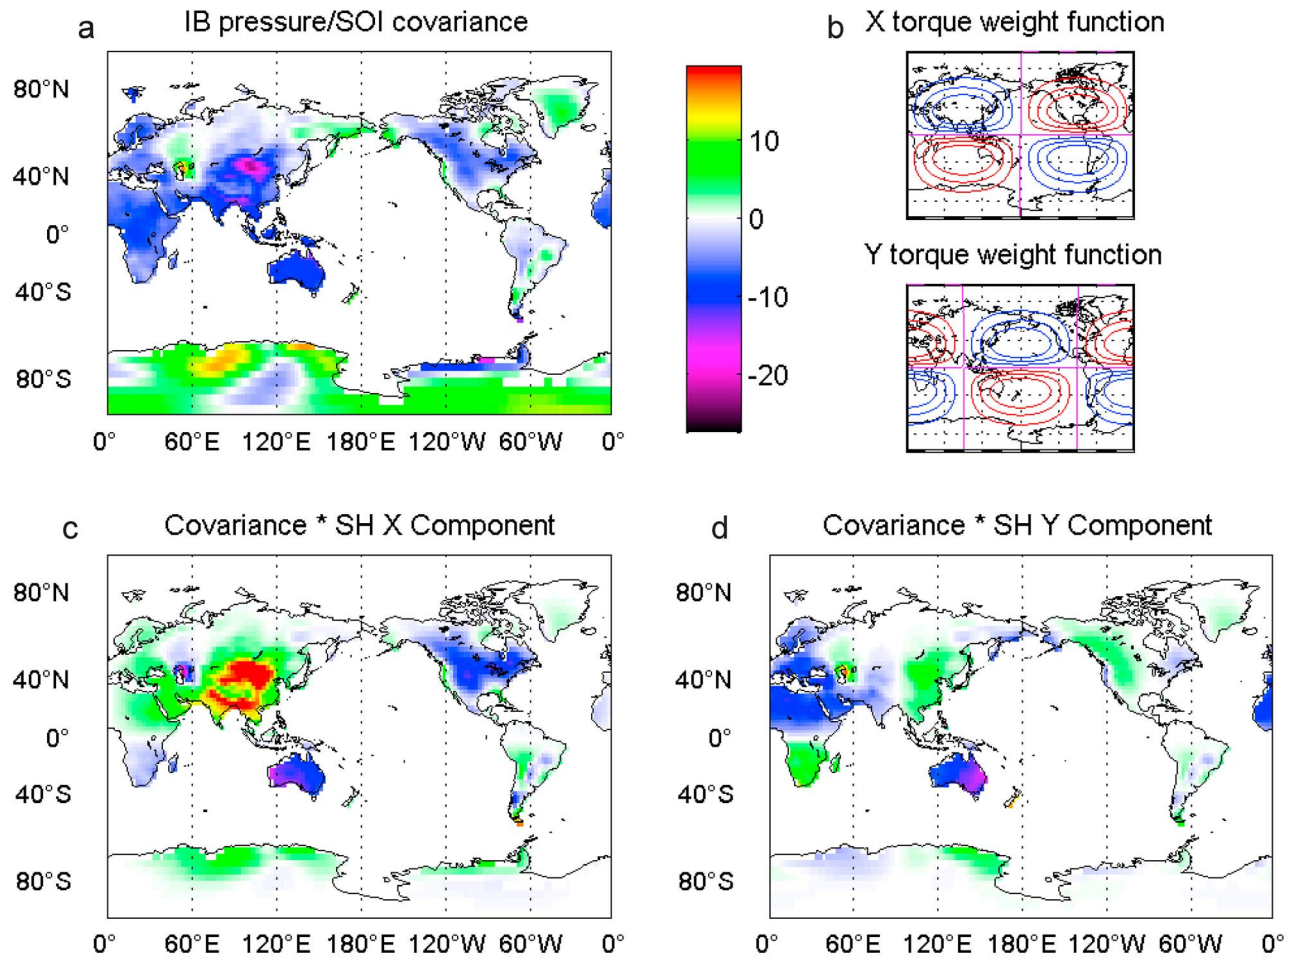 a IB pressure/SOI covariance
80°N
40°N
0°
40°S
80°S
0° 60°E 120°E 180°E 120°W 60°W 0°
10
0
-10
-20
b X torque weight function
Y torque weight function
c Covariance * SH X Component
80°N
40°N
0°
40°S
80°S
0° 60°E 120°E 180°E 120°W 60°W 0°
d Covariance * SH Y Component
80°N
40°N
0°
40°S
80°S
0° 60°E 120°E 180°E 120°W 60°W 0°